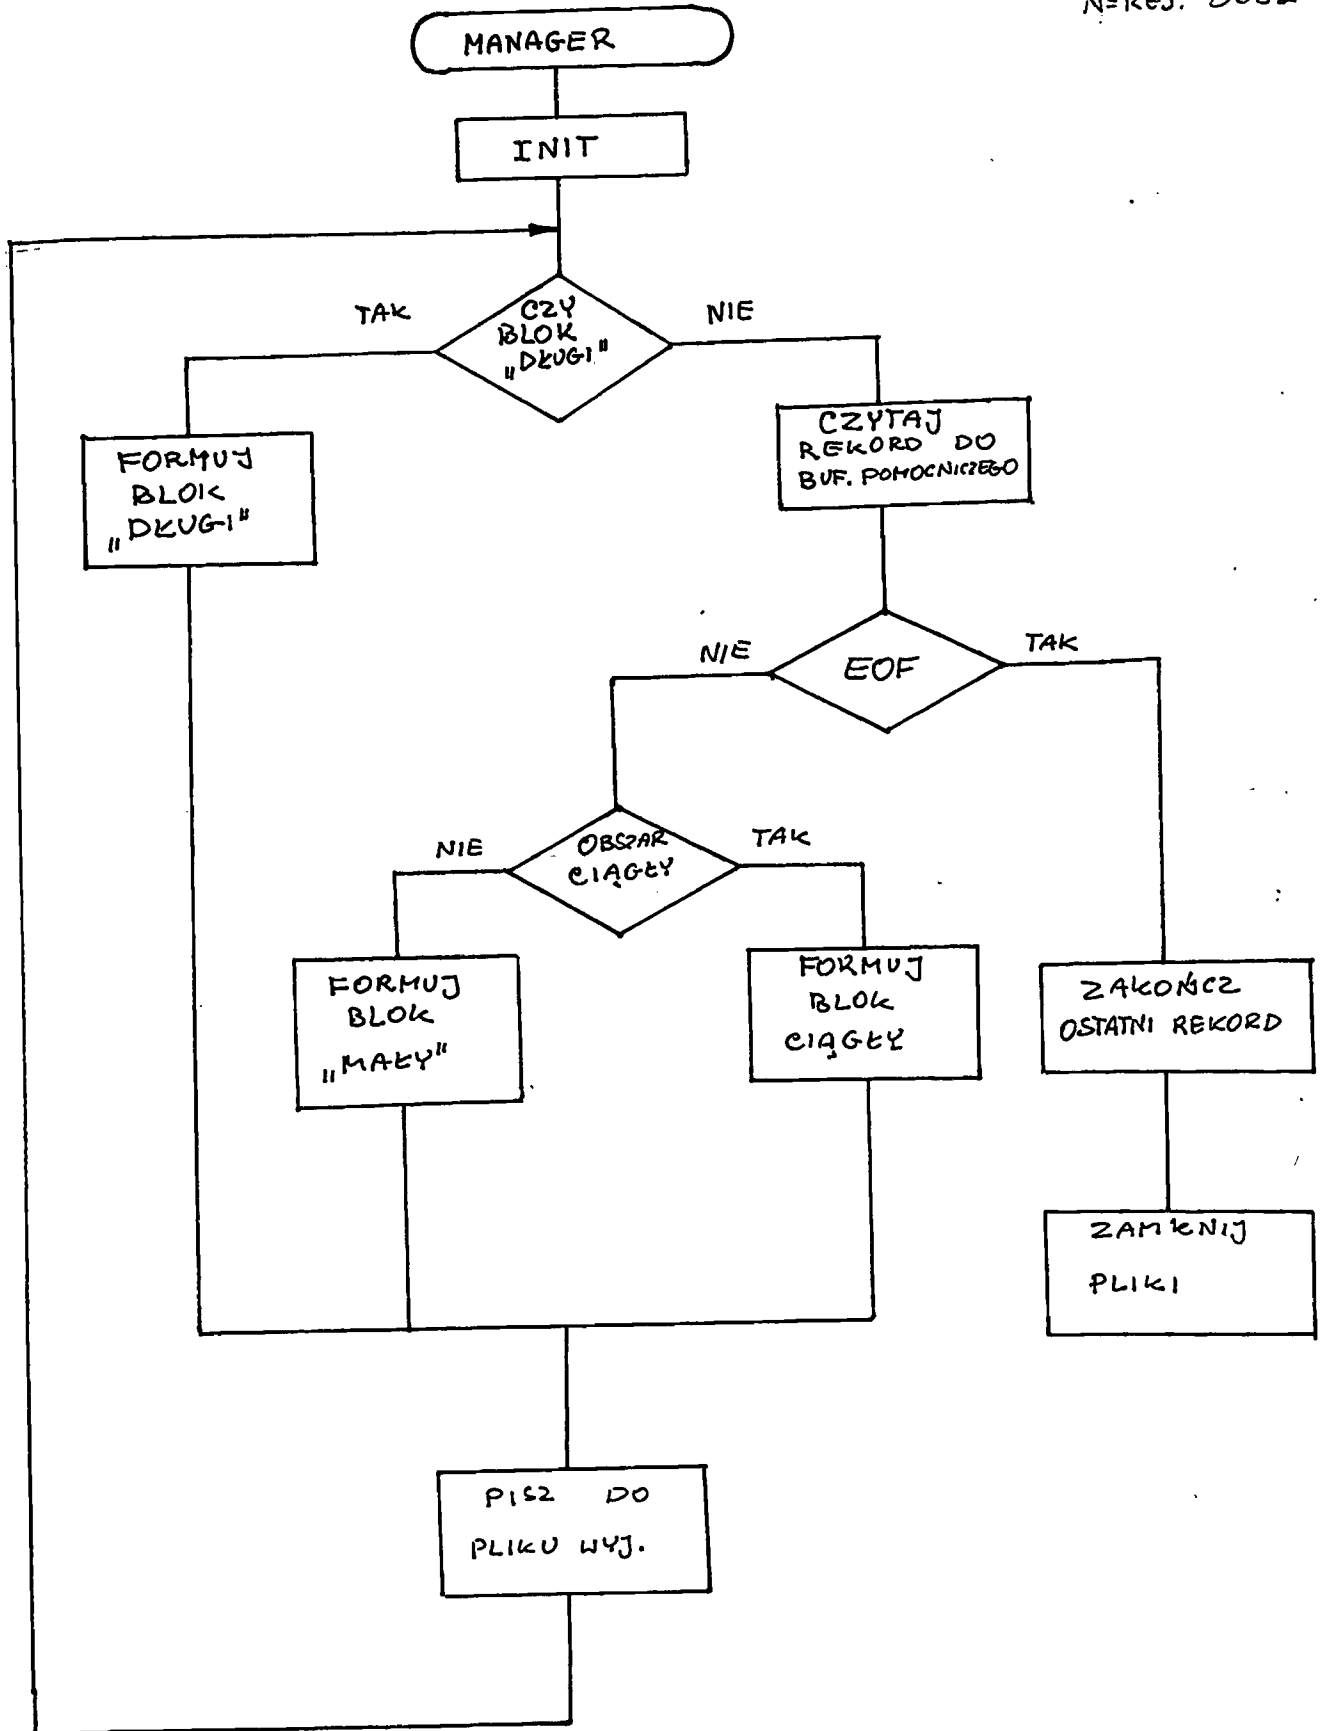 MANAGER
INIT
TAK
CZY
BLOK
„DŁUGI"
NIE
FORMUJ
BLOK
„DŁUGI"
CZYTAJ
REKORD DO
BUF. POMOCNICZEGO
NIE
EOF
TAK
NIE
OBSZAR
CIĄGŁY
TAK
FORMUJ
BLOK
„MAŁY"
FORMUJ
BLOK
CIĄGŁY
ZAKOŃCZ
OSTATNI REKORD
ZAMKNIJ
PLIKI
PISZ DO
PLIKU WYJ.